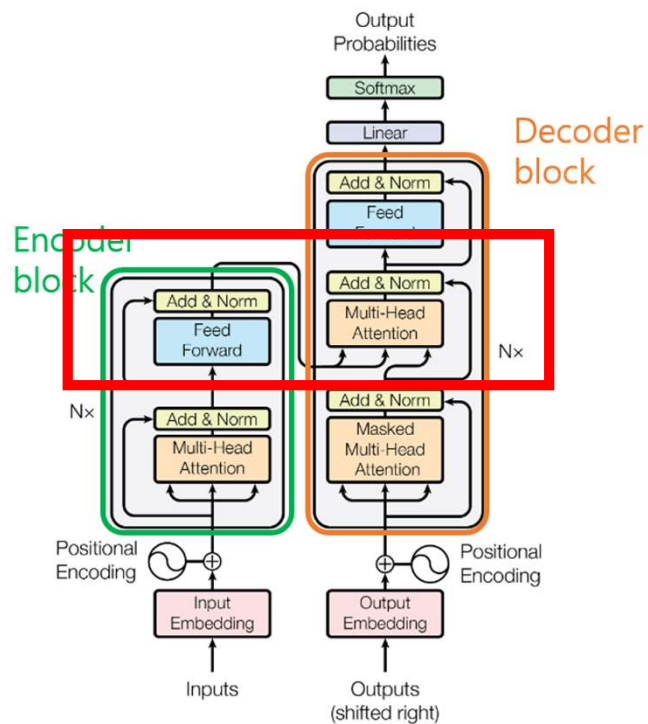 Output
Probabilities
Softmax
Linear
Decoder
block
Add & Norm
Feed
Forward
Add & Norm
Multi-Head
Attention
N×
Add & Norm
Masked
Multi-Head
Attention
Positional
Encoding
Output
Embedding
Outputs
(shifted right)
Encoder
block
Add & Norm
Feed
Forward
N×
Add & Norm
Multi-Head
Attention
Positional
Encoding
Input
Embedding
Inputs